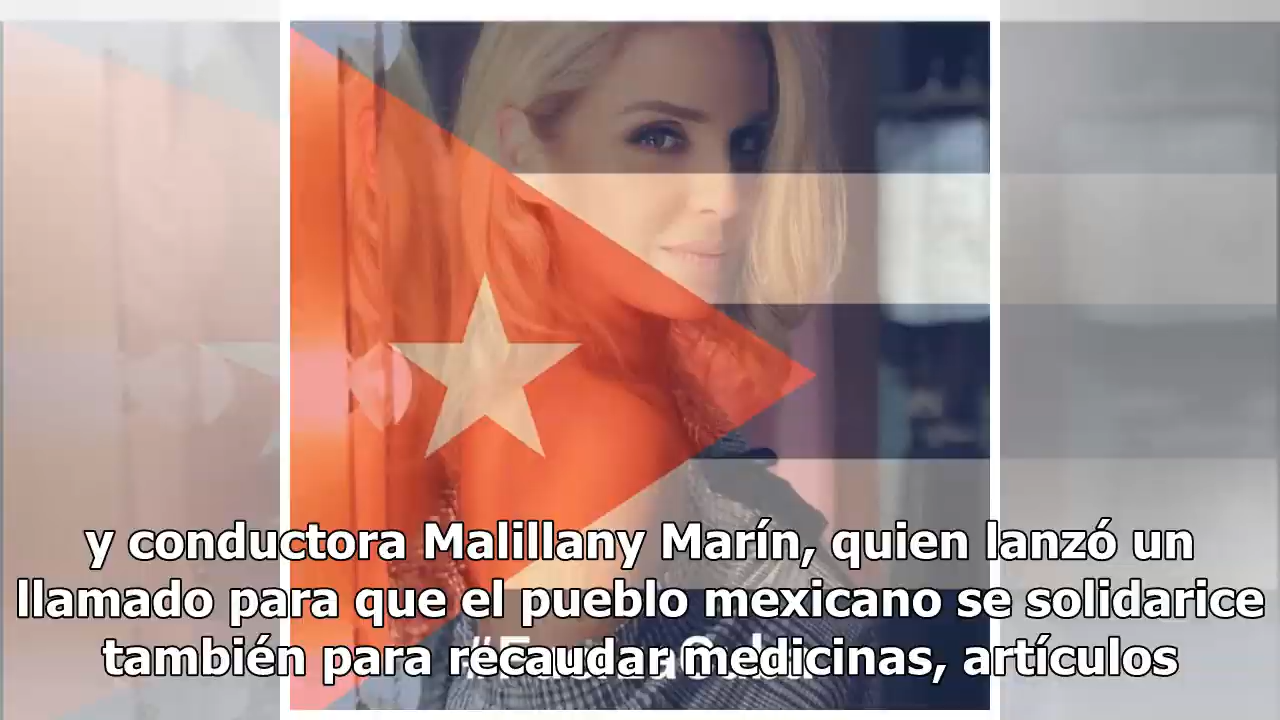 y conductora Malillany Marín, quien lanzó un
llamado para que el pueblo mexicano se solidarice
también para recaudar medicinas, artículos